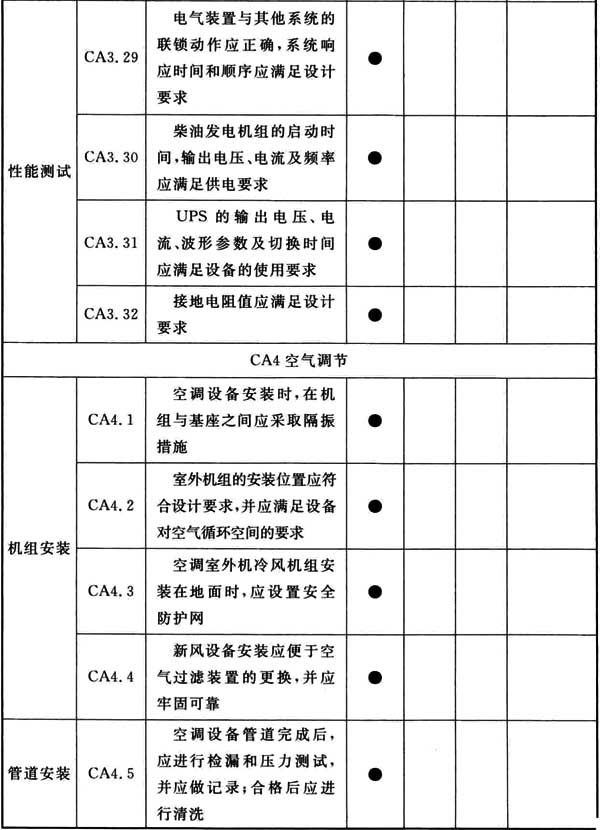 性能测试
CA3.29
电气装置与其他系统的
联锁动作应正确,系统响
应时间和顺序应满足设计
要求
●
CA3.30
柴油发电机组的启动时
间,输出电压、电流及频率
应满足供电要求
●
CA3.31
UPS 的输出电压、电
流、波形参数及切换时间
应满足设备的使用要求
●
CA3.32
接地电阻值应满足设计
要求
●
CA4 空气调节
机组安装
CA4.1
空调设备安装时,在机
组与基座之间应采取隔振
措施
●
CA4.2
室外机组的安装位置应符
合设计要求,并应满足设备
对空气循环空间的要求
●
CA4.3
空调室外机冷风机组安
装在地面时,应设置安全
防护网
●
CA4.4
新风设备安装应便于空
气过滤装置的更换,并应
牢固可靠
●
管道安装
CA4.5
空调设备管道完成后,
应进行检漏和压力测试,
并应做记录;合格后应进
行清洗
●